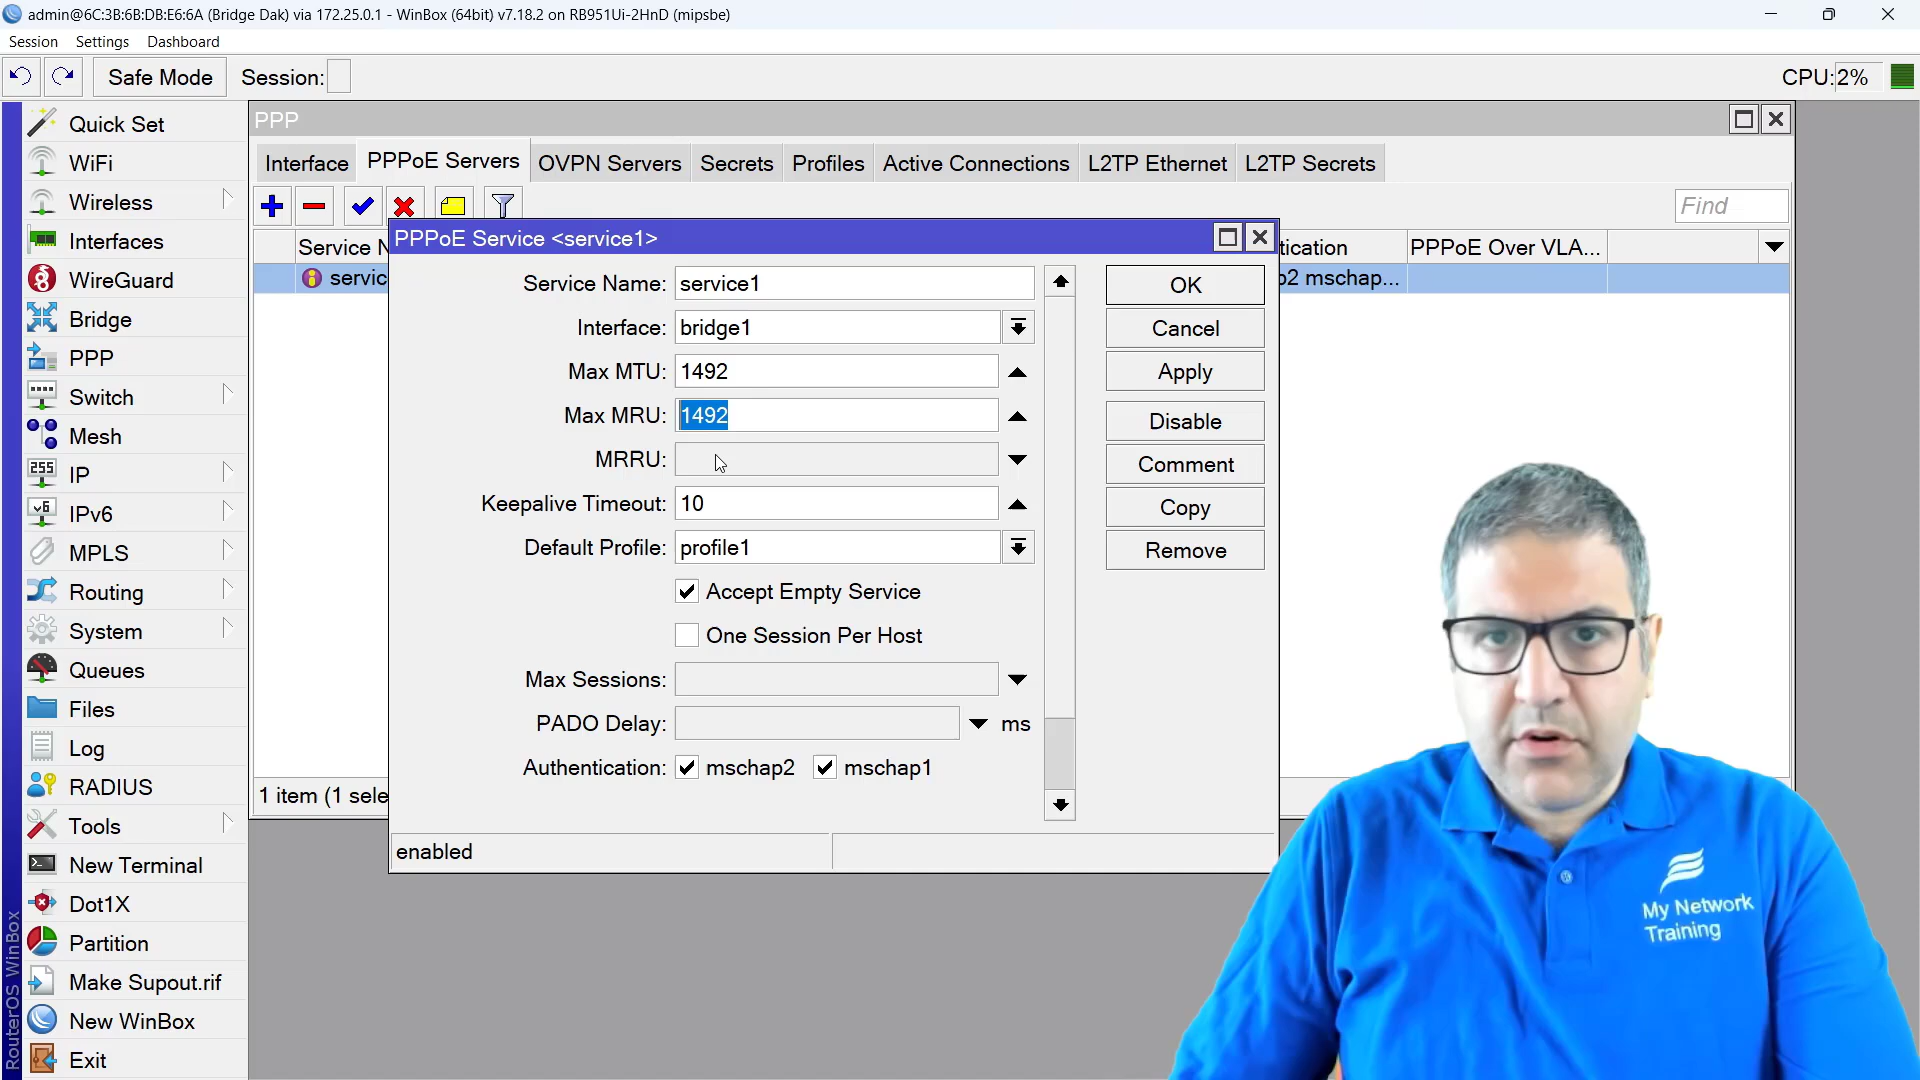 admin@6C:3B:6B:DB:E6:6A (Bridge Dak) via 172.25.0.1 - WinBox (64bit) v7.18.2 on RB951Ui-2HnD (mipsbe)
Session Settings Dashboard
Safe Mode Session: CPU: 2%
Quick Set
WiFi
Wireless
Interfaces
WireGuard
Bridge
PPP
Switch
Mesh
IP
IPv6
MPLS
Routing
System
Queues
Files
Log
RADIUS
Tools
New Terminal
Dot1X
Partition
Make Supout.rif
New WinBox
Exit
RouterOS WinBox
PPP
Interface PPPoE Servers OVPN Servers Secrets Profiles Active Connections L2TP Ethernet L2TP Secrets
Find
Service N tication PPPoE Over VLA...
servic o2 mschap...
1 item (1 sele
PPPoE Service <service1>
Service Name: service1
Interface: bridge1
Max MTU: 1492
Max MRU: 1492
MRRU:
Keepalive Timeout: 10
Default Profile: profile1
Accept Empty Service
One Session Per Host
Max Sessions:
PADO Delay: ms
Authentication: mschap2 mschap1
enabled
OK
Cancel
Apply
Disable
Comment
Copy
Remove
My Network
Training
255
v6